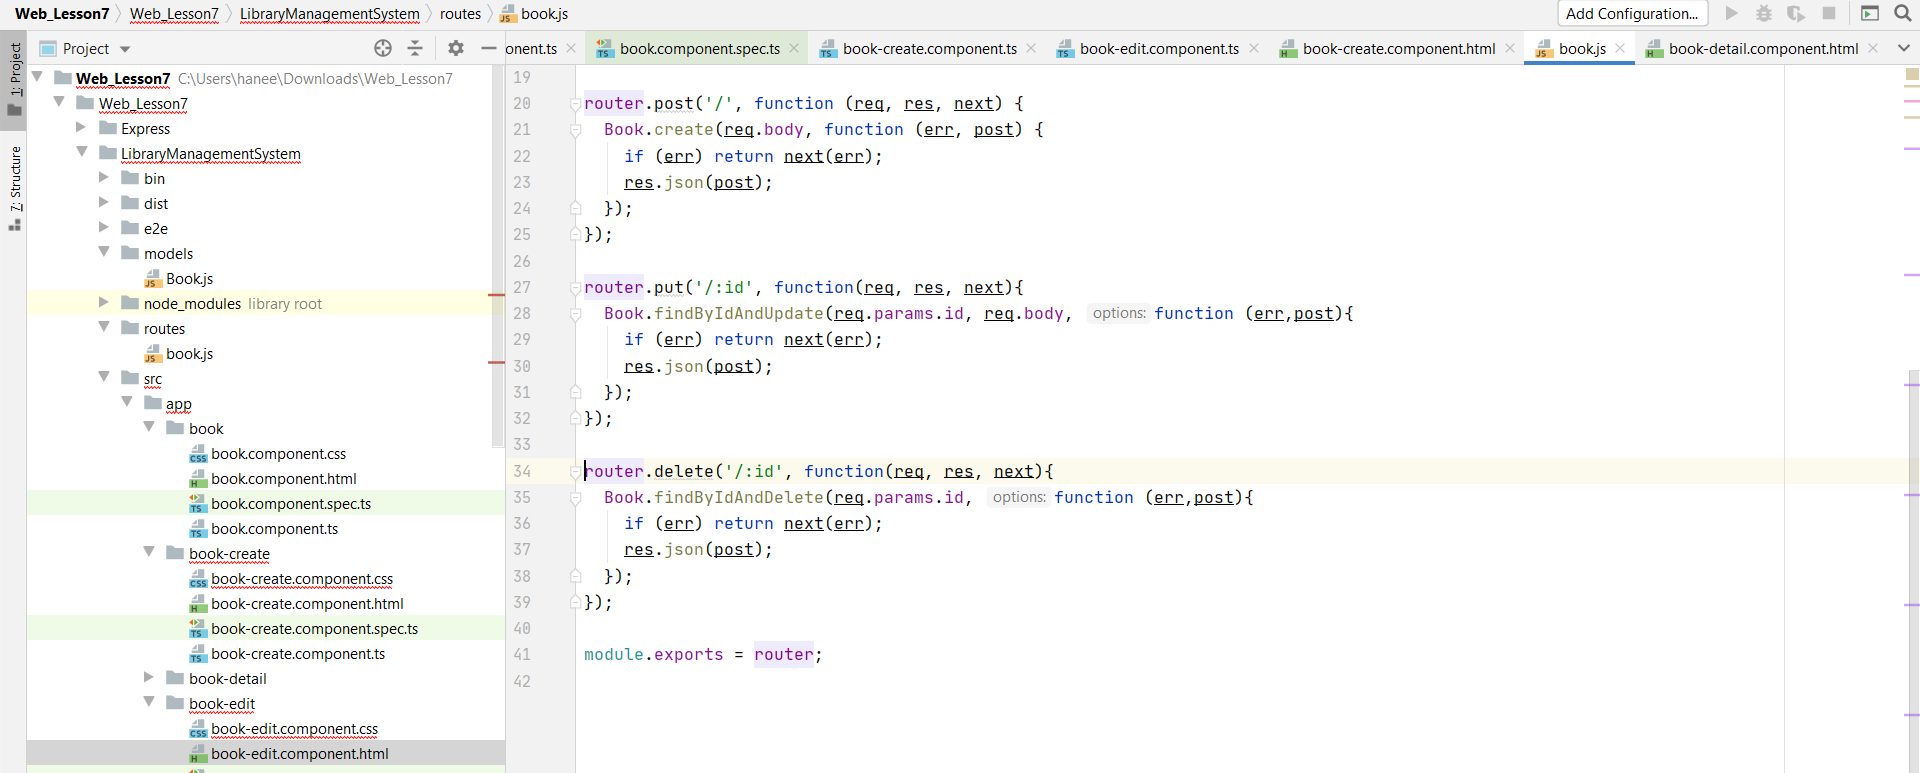 Web_Lesson7 Web_Lesson7 LibraryManagementSystem routes book.js
Add Configuration...
Project
onent.ts
book.component.spec.ts
book-create.component.ts
book-edit.component.ts
book-create.component.html
book.js
book-detail.component.html
1: Project
7: Structure
Web_Lesson7 C:\Users\hanee\Downloads\Web_Lesson7
Web_Lesson7
Express
LibraryManagementSystem
bin
dist
e2e
models
Book.js
node_modules library root
routes
book.js
src
app
book
book.component.css
book.component.html
book.component.spec.ts
book.component.ts
book-create
book-create.component.css
book-create.component.html
book-create.component.spec.ts
book-create.component.ts
book-detail
book-edit
book-edit.component.css
book-edit.component.html
19
20 router.post('/', function (req, res, next) {
21 Book.create(req.body, function (err, post) {
22 if (err) return next(err);
23 res.json(post);
24 });
25 });
26
27 router.put('/:id', function(req, res, next){
28 Book.findByIdAndUpdate(req.params.id, req.body, options: function (err,post){
29 if (err) return next(err);
30 res.json(post);
31 });
32 });
33
34 router.delete('/:id', function(req, res, next){
35 Book.findByIdAndDelete(req.params.id, options: function (err,post){
36 if (err) return next(err);
37 res.json(post);
38 });
39 });
40
41 module.exports = router;
42